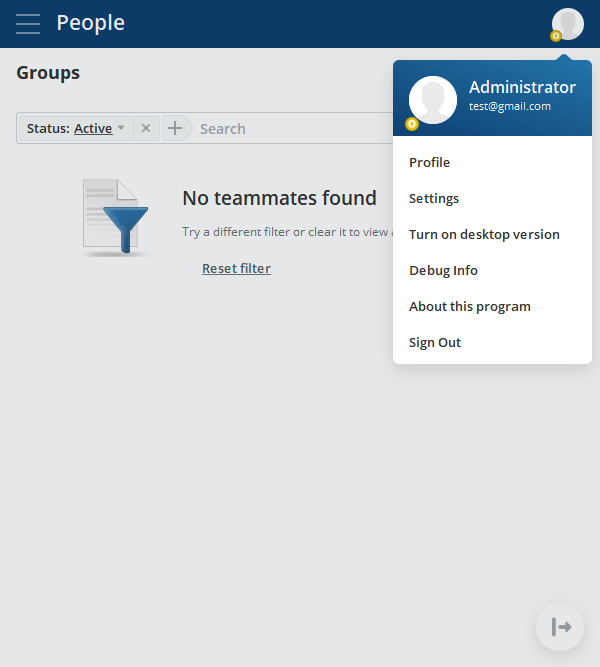 People
Groups
Status: Active
Search
No teammates found
Try a different filter or clear it to view
Reset filter
Administrator
test@gmail.com
Profile
Settings
Turn on desktop version
Debug Info
About this program
Sign Out